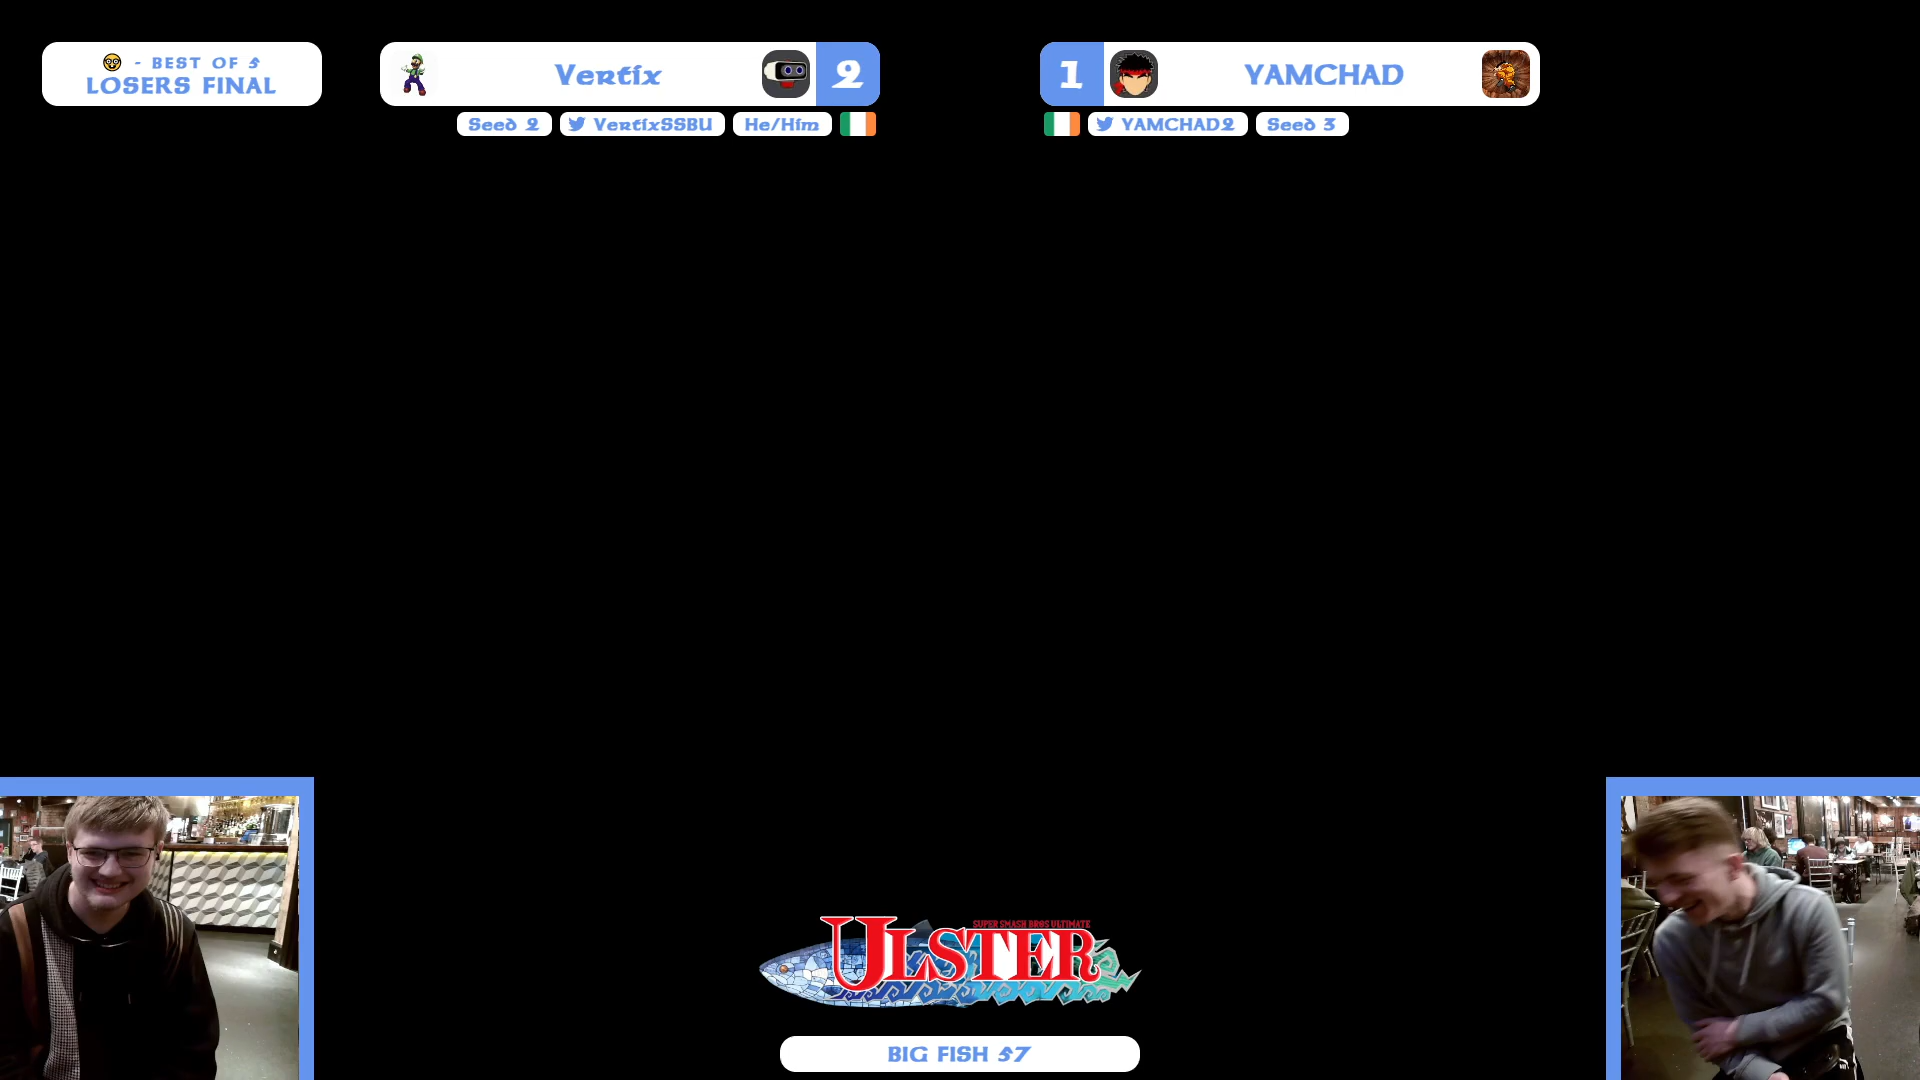 🤓 - BEST OF 5
LOSERS FINAL
Vertix
2
Seed 2
VertixSSBU
He/Him
1
YAMCHAD
YAMCHAD2
Seed 3
SUPER SMASH BROS ULTIMATE
ULSTER
BIG FISH 57